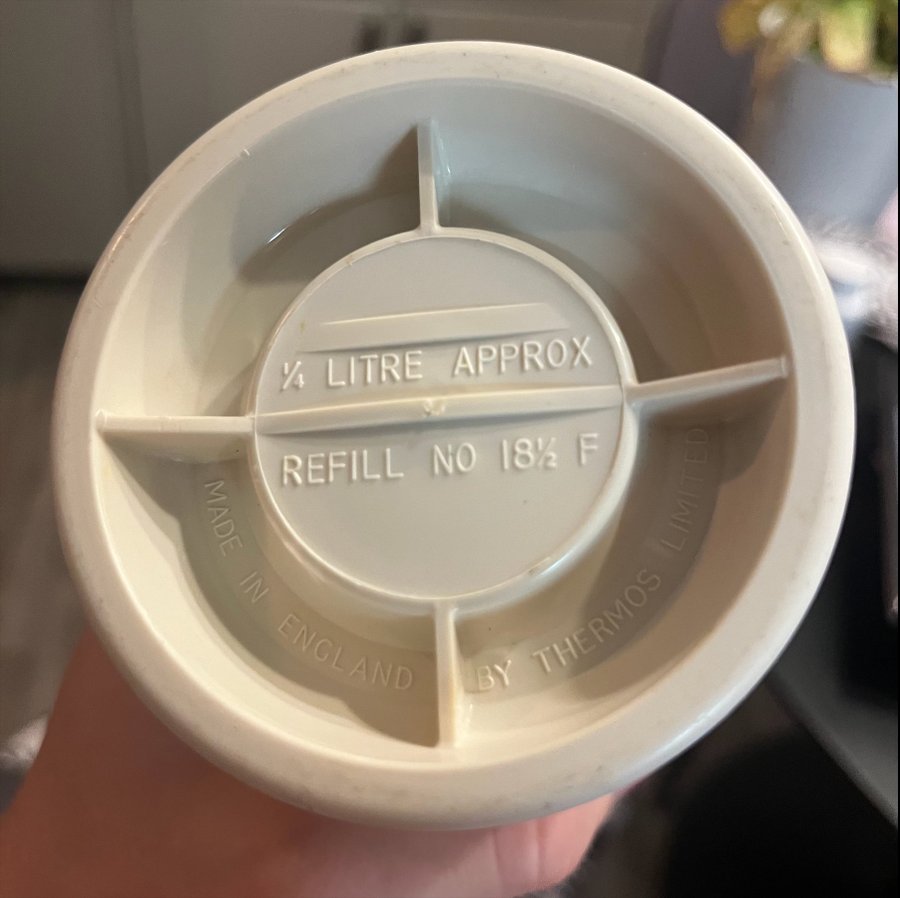 ¼ LITRE APPROX
REFILL NO 18½ F
MADE IN ENGLAND BY THERMOS LIMITED